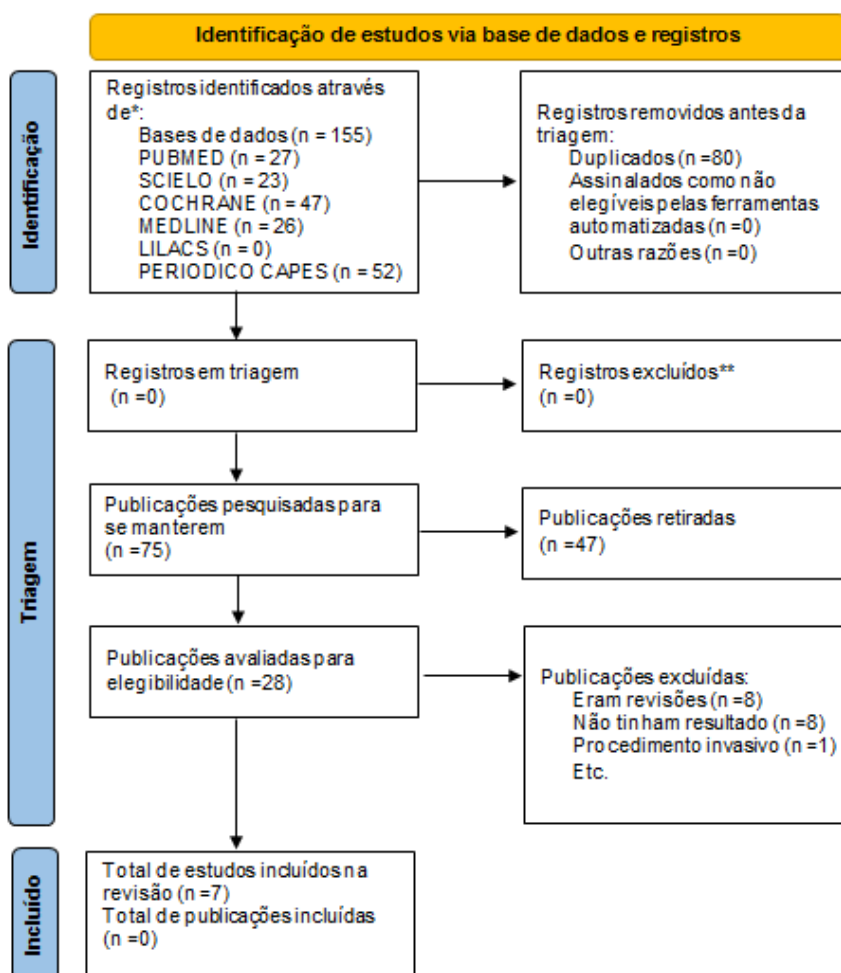 Identificação de estudos via base de dados e registros
Identificação
Registros identificados através
de*:
Bases de dados (n = 155)
PUBMED (n = 27)
SCIELO (n = 23)
COCHRANE (n = 47)
MEDLINE (n = 26)
LILACS (n = 0)
PERIODICO CAPES (n = 52)
Registros removidos antes da
triagem:
Duplicados (n =80)
Assinalados como não
elegíveis pelas ferramentas
automatizadas (n =0)
Outras razões (n =0)
Triagem
Registros em triagem
(n =0)
Registros excluídos**
(n =0)
Publicações pesquisadas para
se manterem
(n =75)
Publicações retiradas
(n =47)
Publicações avaliadas para
elegibilidade (n =28)
Publicações excluídas:
Eram revisões (n =8)
Não tinham resultado (n =8)
Procedimento invasivo (n =1)
Etc.
Incluído
Total de estudos incluídos na
revisão (n =7)
Total de publicações incluídas
(n =0)